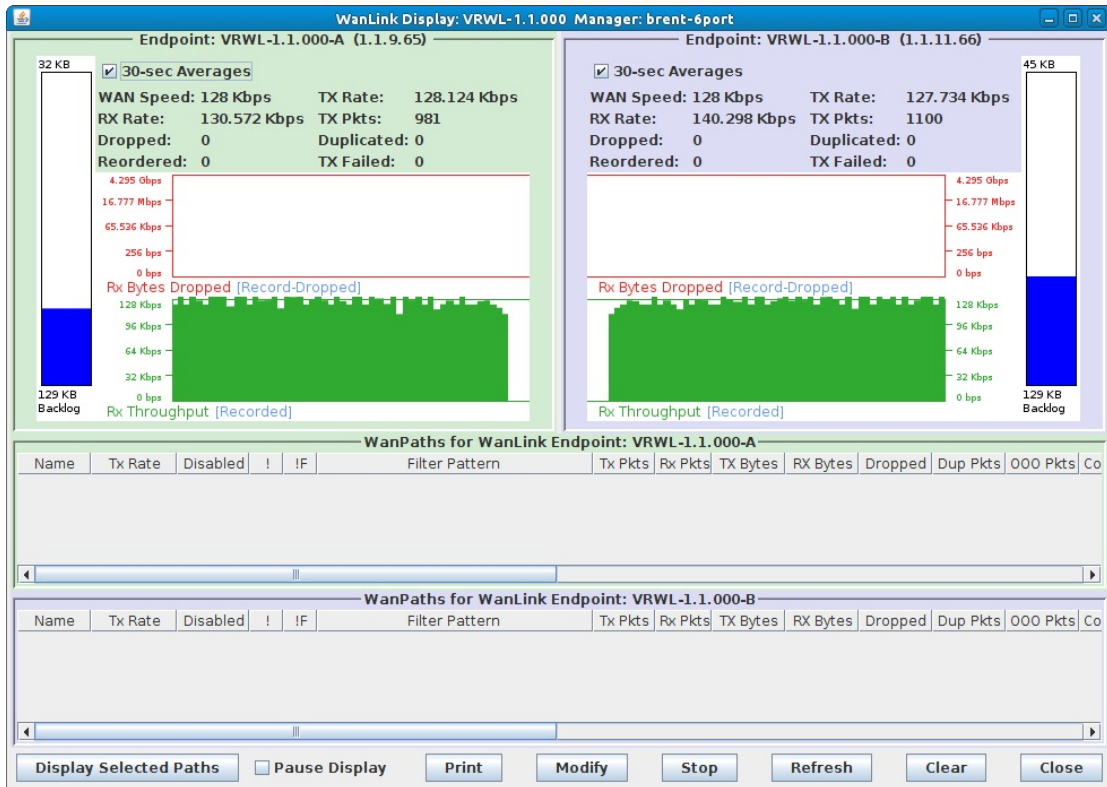 WanLink Display: VRWL-1.1.000 Manager: brent-6port
Endpoint: VRWL-1.1.000-A (1.1.9.65)
32 KB
30-sec Averages
WAN Speed: 128 Kbps TX Rate: 128.124 Kbps
RX Rate: 130.572 Kbps TX Pkts: 981
Dropped: 0 Duplicated: 0
Reordered: 0 TX Failed: 0
4.295 Gbps
16.777 Mbps
65.536 Kbps
256 bps
0 bps
Rx Bytes Dropped [Record-Dropped]
128 Kbps
96 Kbps
64 Kbps
32 Kbps
0 bps
129 KB
Backlog
Rx Throughput [Recorded]
Endpoint: VRWL-1.1.000-B (1.1.11.66)
45 KB
30-sec Averages
WAN Speed: 128 Kbps TX Rate: 127.734 Kbps
RX Rate: 140.298 Kbps TX Pkts: 1100
Dropped: 0 Duplicated: 0
Reordered: 0 TX Failed: 0
4.295 Gbps
16.777 Mbps
65.536 Kbps
256 bps
0 bps
Rx Bytes Dropped [Record-Dropped]
128 Kbps
96 Kbps
64 Kbps
32 Kbps
0 bps
129 KB
Backlog
Rx Throughput [Recorded]
WanPaths for WanLink Endpoint: VRWL-1.1.000-A
Name Tx Rate Disabled ! !F Filter Pattern Tx Pkts Rx Pkts TX Bytes RX Bytes Dropped Dup Pkts OOO Pkts Co
WanPaths for WanLink Endpoint: VRWL-1.1.000-B
Name Tx Rate Disabled ! !F Filter Pattern Tx Pkts Rx Pkts TX Bytes RX Bytes Dropped Dup Pkts OOO Pkts Co
Display Selected Paths Pause Display Print Modify Stop Refresh Clear Close